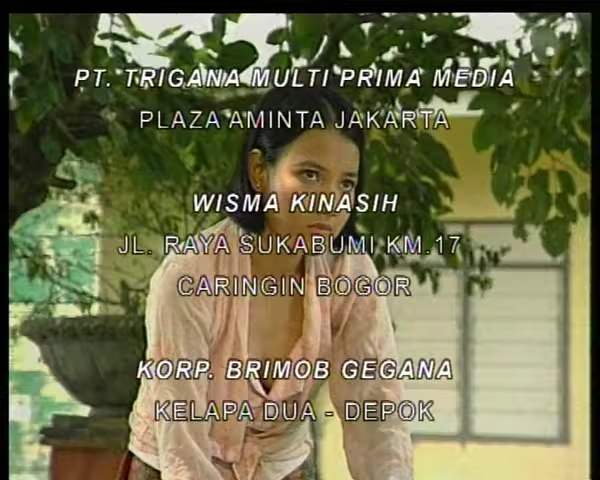 PT. TRIGANA MULTI PRIMA MEDIA
PLAZA AMINTA JAKARTA
WISMA KINASIH
JL. RAYA SUKABUMI KM.17
CARINGIN BOGOR
KORP. BRIMOB GEGANA
KELAPA DUA - DEPOK